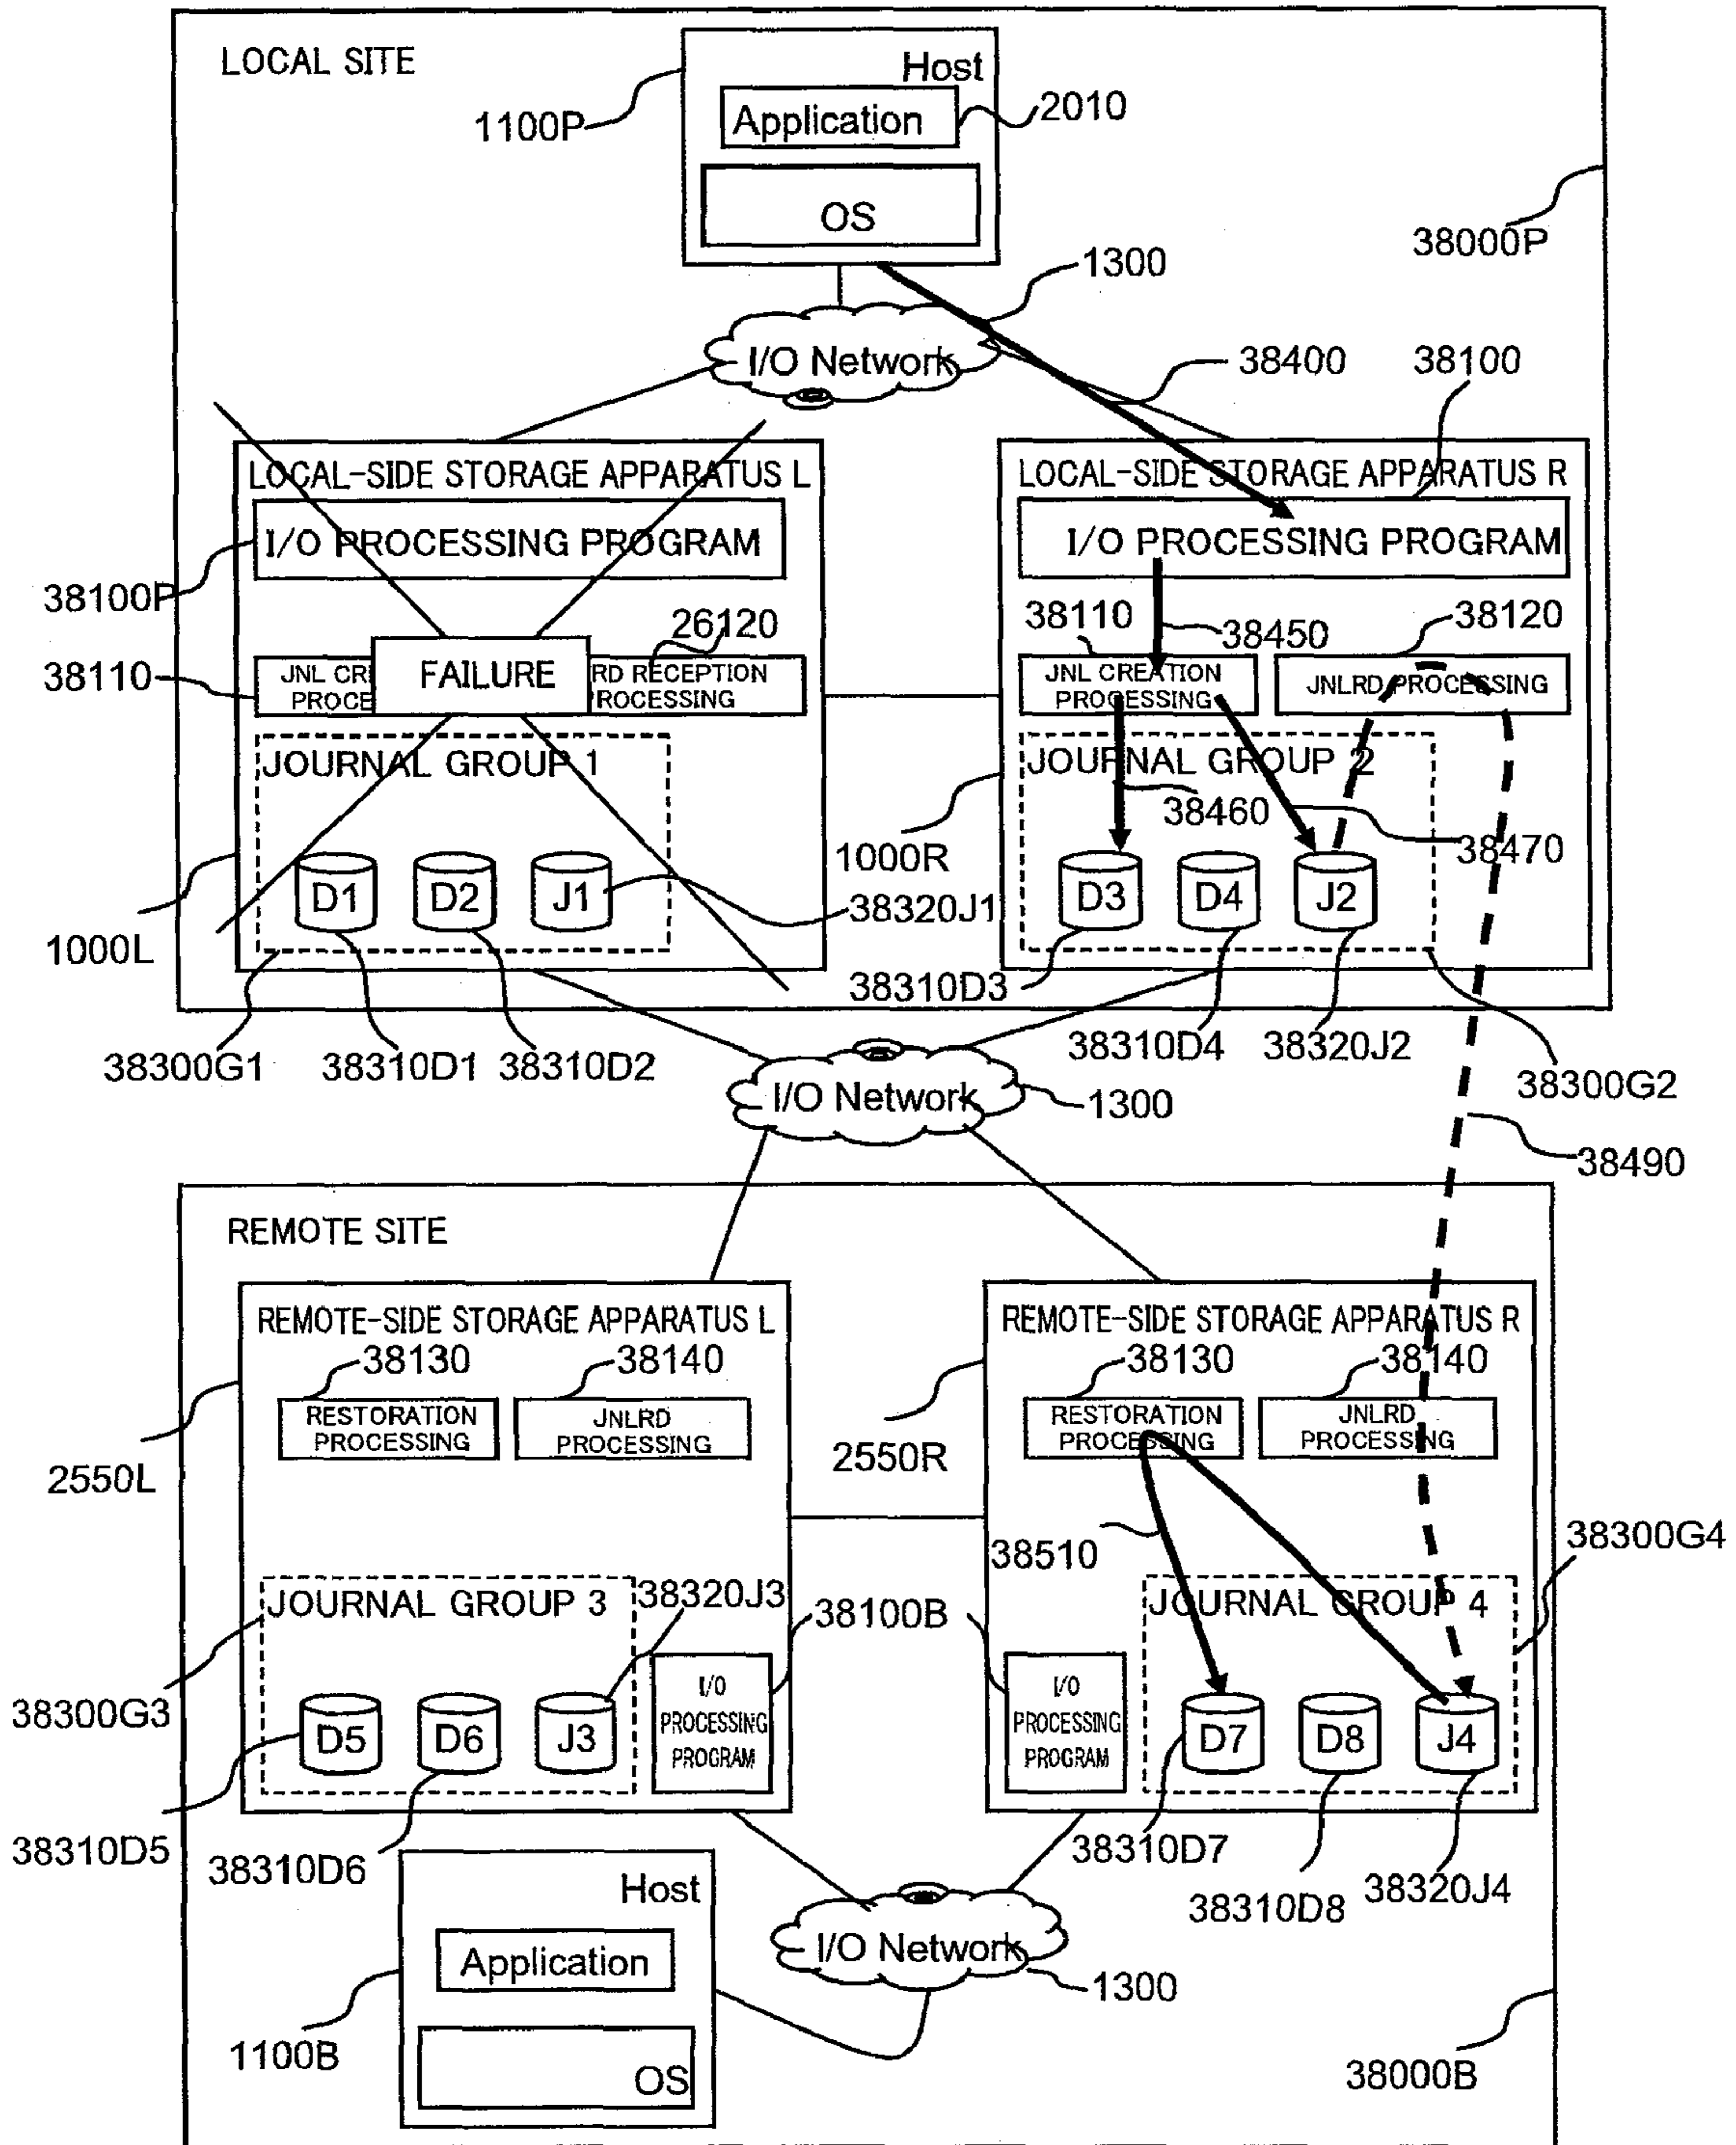 LOCAL SITE
Host
Application
2010
1100P
OS
38000P
1300
I/O Network
38400
38100
LOCAL-SIDE STORAGE APPARATUS L
LOCAL-SIDE STORAGE APPARATUS R
I/O PROCESSING PROGRAM
I/O PROCESSING PROGRAM
38100P
26120
38110
38450
38120
38110
JNL CRE
PROCE
FAILURE
RD RECEPTION
ROCESSING
JNL CREATION
PROCESSING
JNLRD PROCESSING
JOURNAL GROUP 1
JOURNAL GROUP 2
38460
38470
1000R
D1
D2
J1
D3
D4
J2
38320J1
1000L
38310D3
38300G1
38310D1
38310D2
38310D4
38320J2
38300G2
I/O Network
1300
38490
REMOTE SITE
REMOTE-SIDE STORAGE APPARATUS L
REMOTE-SIDE STORAGE APPARATUS R
38130
38140
38130
38140
RESTORATION
PROCESSING
JNLRD
PROCESSING
RESTORATION
PROCESSING
JNLRD
PROCESSING
2550L
2550R
38510
38300G4
JOURNAL GROUP 3
38320J3
38100B
JOURNAL GROUP 4
38300G3
D5
D6
J3
I/O
PROCESSING
PROGRAM
I/O
PROCESSING
PROGRAM
D7
D8
J4
38310D5
38310D6
38310D7
38310D8
38320J4
Host
Application
I/O Network
1300
1100B
OS
38000B